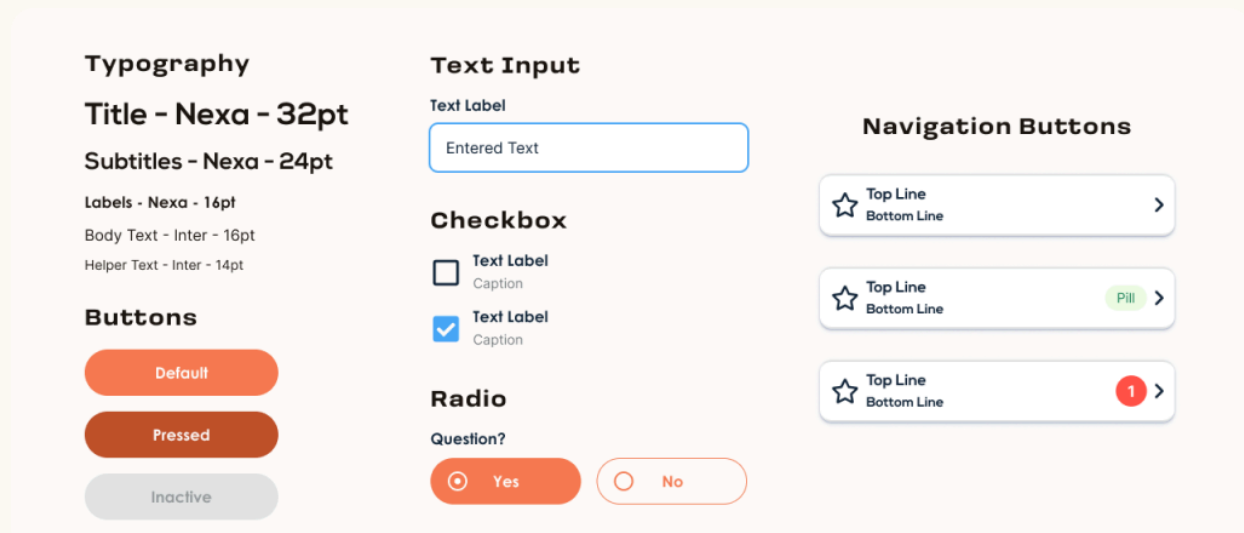 Typography
Title - Nexa - 32pt
Subtitles - Nexa - 24pt
Labels - Nexa - 16pt
Body Text - Inter - 16pt
Helper Text - Inter - 14pt
Buttons
Default
Pressed
Inactive
Text Input
Text Label
Entered Text
Checkbox
Text Label
Caption
Text Label
Caption
Radio
Question?
Yes
No
Navigation Buttons
Top Line
Bottom Line
Top Line
Bottom Line
Pill
Top Line
Bottom Line
1